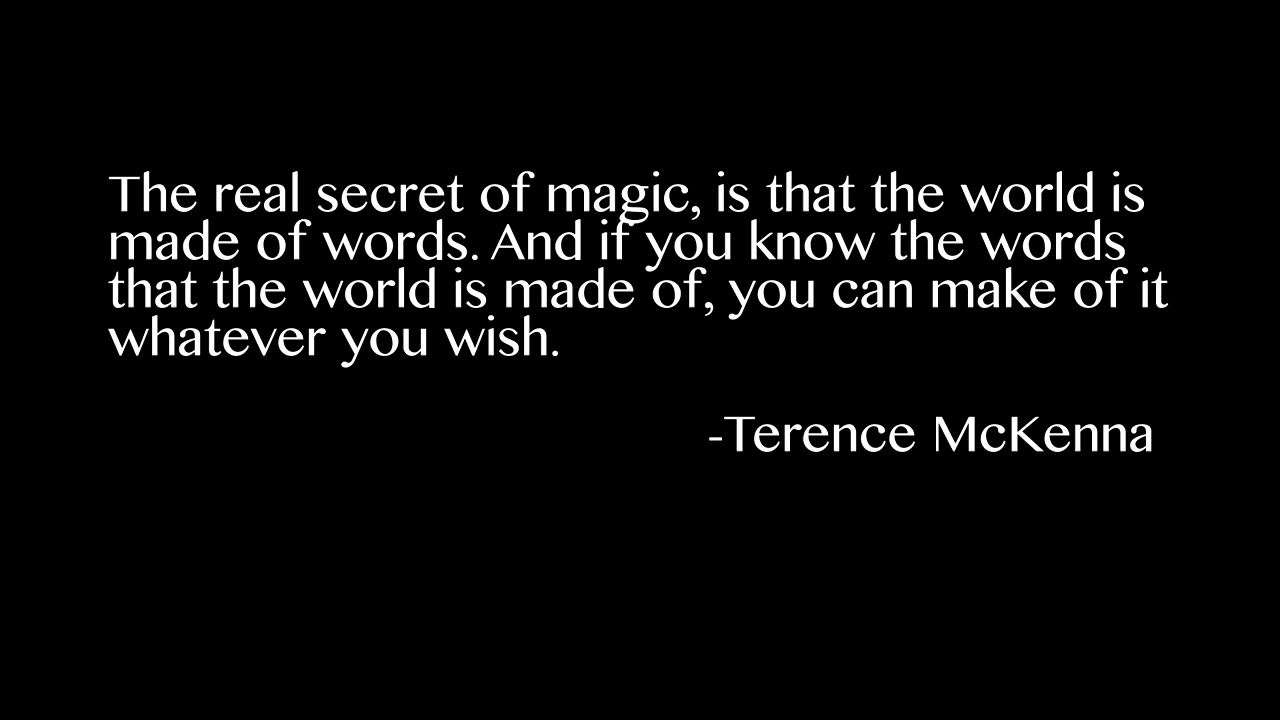 The real secret of magic, is that the world is
made of words. And if you know the words
that the world is made of, you can make of it
whatever you wish.
-Terence McKenna